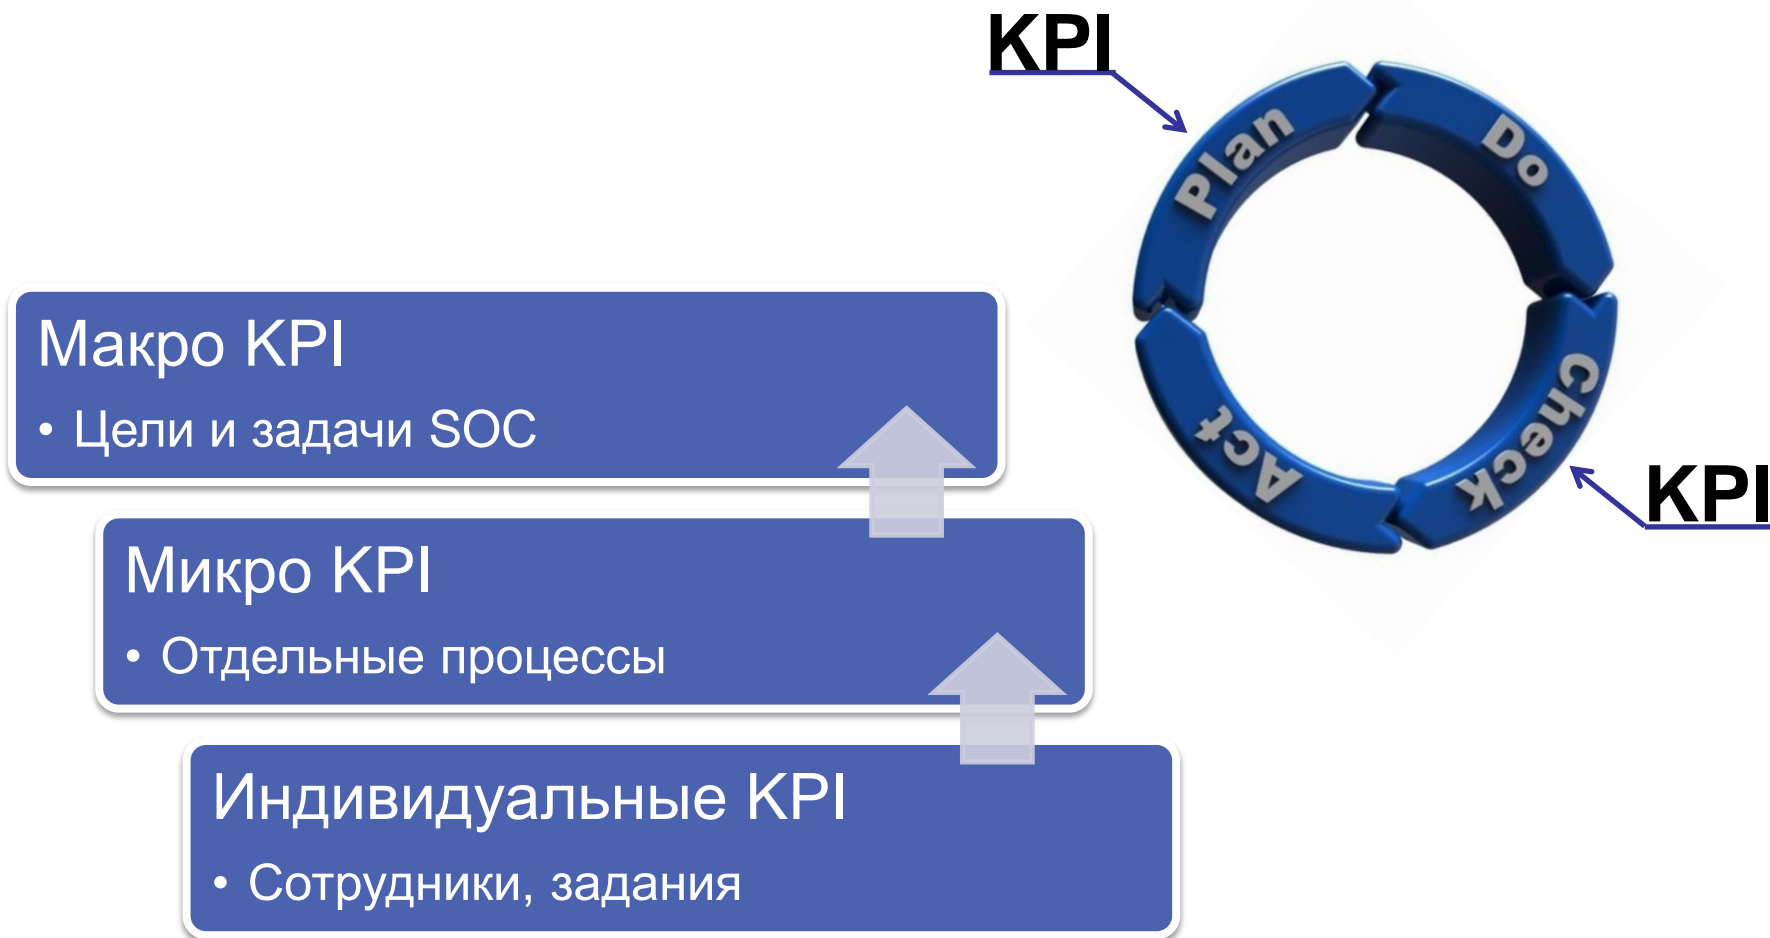 KPI
Plan
Do
Check
Act
KPI
Макро KPI
• Цели и задачи SOC
Микро KPI
• Отдельные процессы
Индивидуальные KPI
• Сотрудники, задания